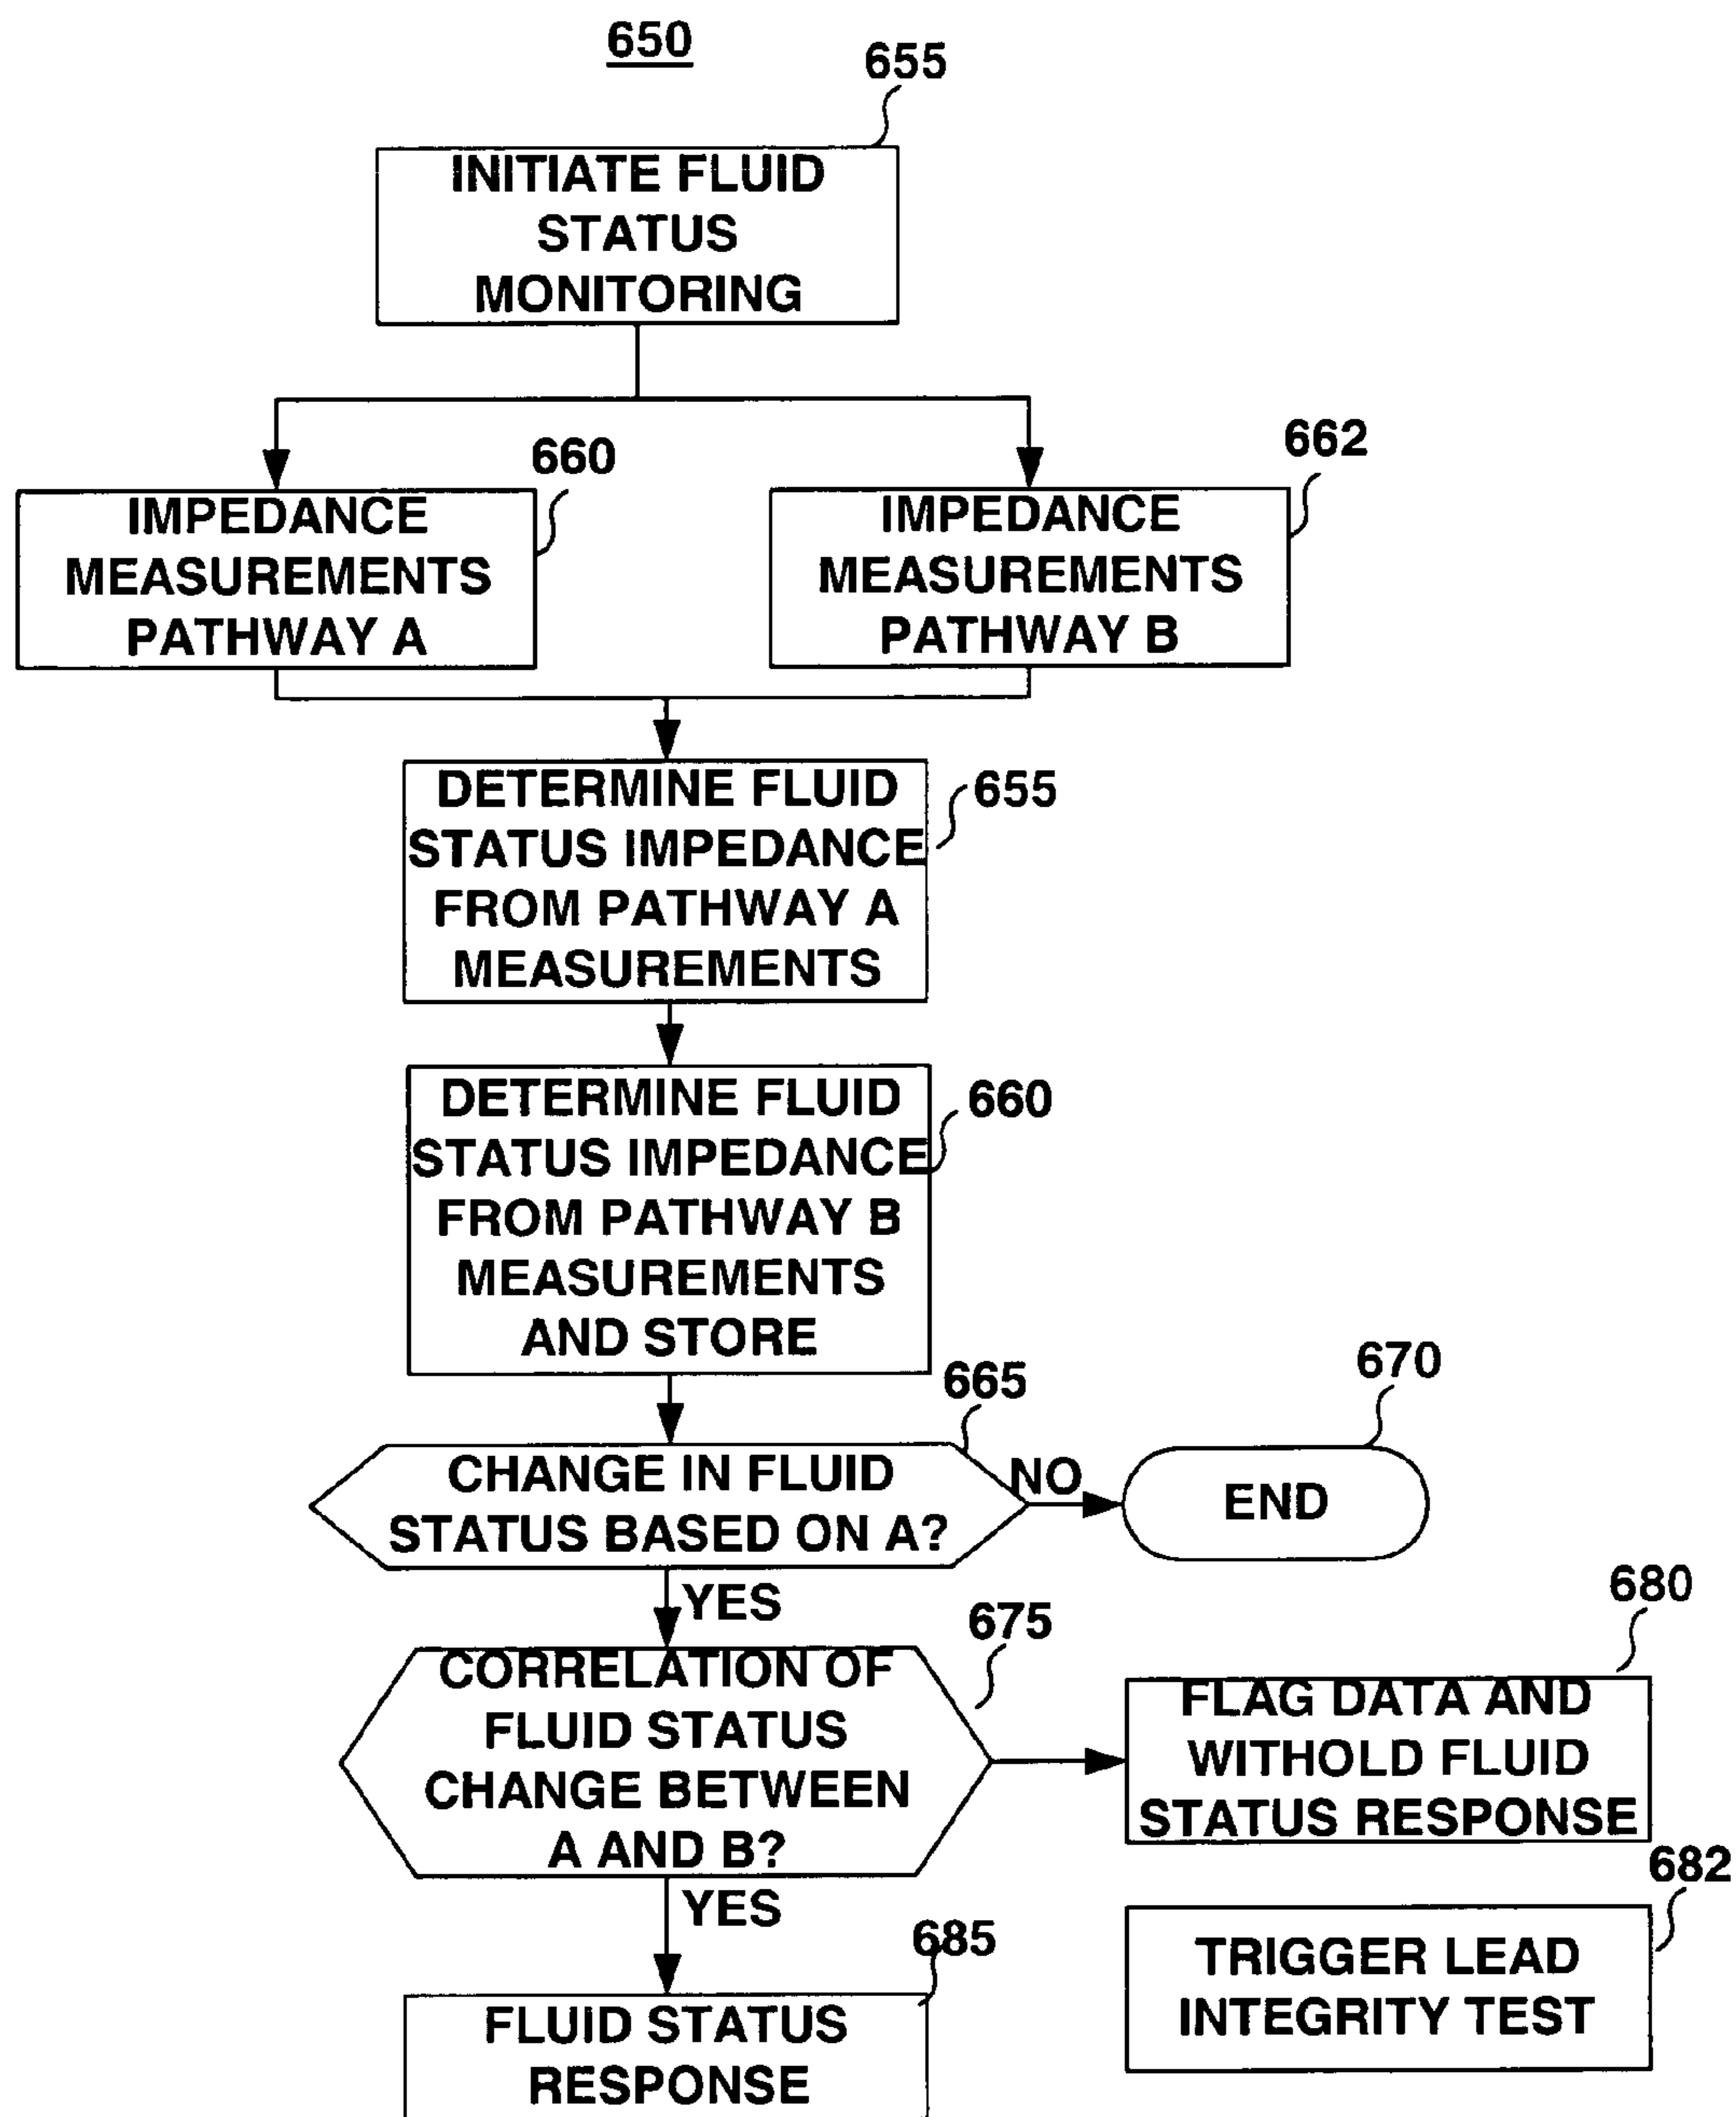 650
655
INITIATE FLUID
STATUS
MONITORING
660
662
IMPEDANCE
MEASUREMENTS
PATHWAY A
IMPEDANCE
MEASUREMENTS
PATHWAY B
DETERMINE FLUID
STATUS IMPEDANCE
FROM PATHWAY A
MEASUREMENTS
655
DETERMINE FLUID
STATUS IMPEDANCE
FROM PATHWAY B
MEASUREMENTS
AND STORE
660
665
670
CHANGE IN FLUID
STATUS BASED ON A?
NO
END
YES
675
680
CORRELATION OF
FLUID STATUS
CHANGE BETWEEN
A AND B?
FLAG DATA AND
WITHOLD FLUID
STATUS RESPONSE
YES
682
685
FLUID STATUS
RESPONSE
TRIGGER LEAD
INTEGRITY TEST